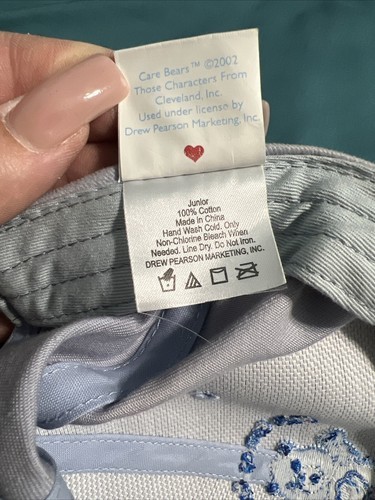 Care Bears™ ©2002
Those Characters From
Cleveland, Inc.
Used under license by
Drew Pearson Marketing, Inc.
Junior
100% Cotton
Made in China
Hand Wash Cold. Only
Non-Chlorine Bleach When
Needed. Line Dry. Do Not Iron.
DREW PEARSON MARKETING, INC.